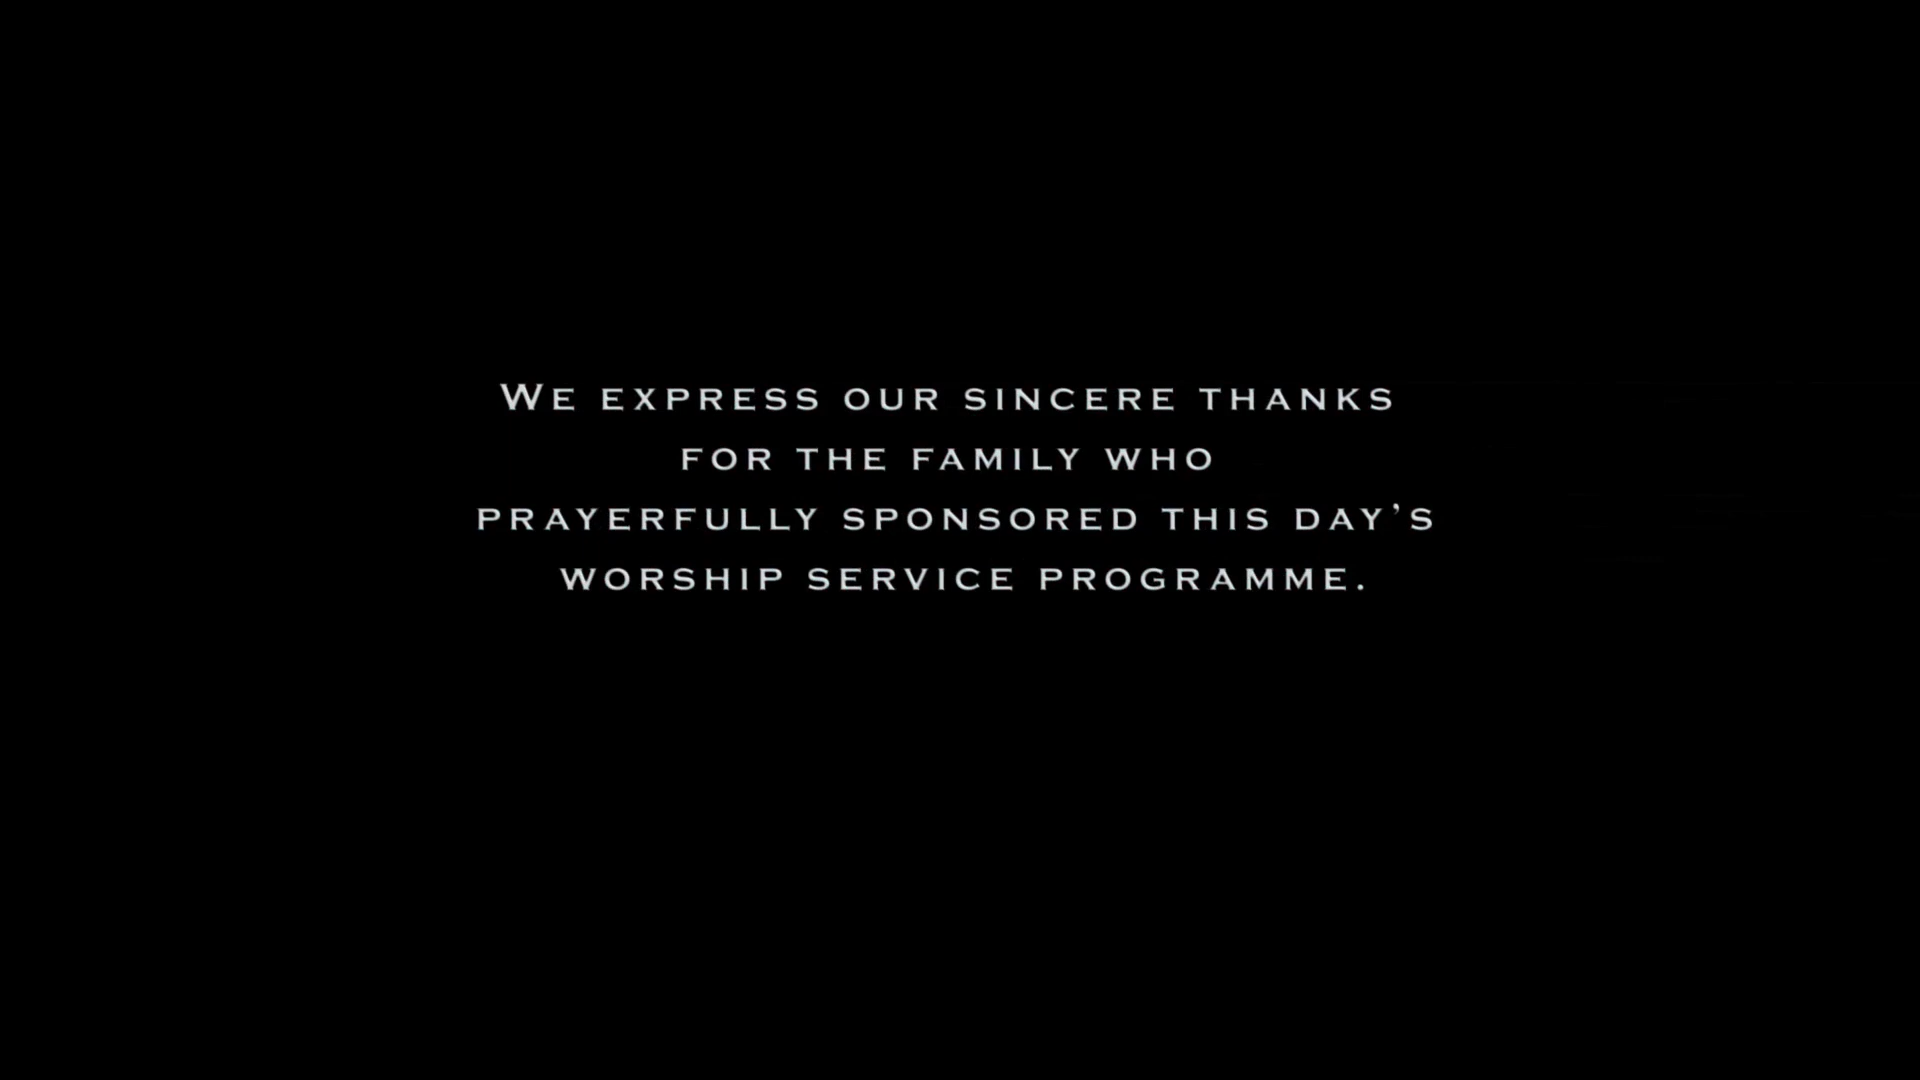 We express our sincere thanks
for the family who
prayerfully sponsored this day’s
worship service programme.